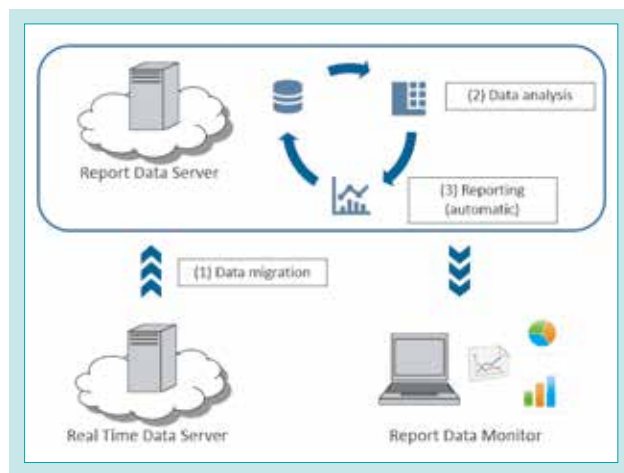 (2) Data analysis
Report Data Server
(3) Reporting
(automatic)
(1) Data migration
Real Time Data Server
Report Data Monitor